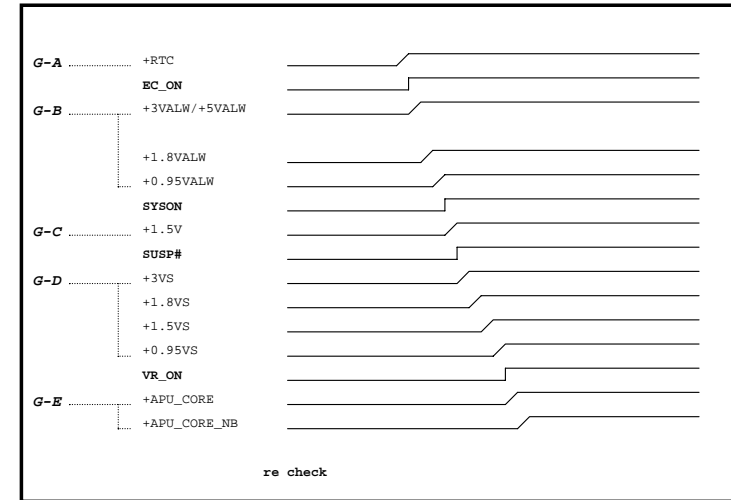 G-A +RTC
EC_ON
G-B +3VALW/+5VALW
+1.8VALW
+0.95VALW
SYSON
G-C +1.5V
SUSP#
G-D +3VS
+1.8VS
+1.5VS
+0.95VS
VR_ON
G-E +APU_CORE
+APU_CORE_NB
re check